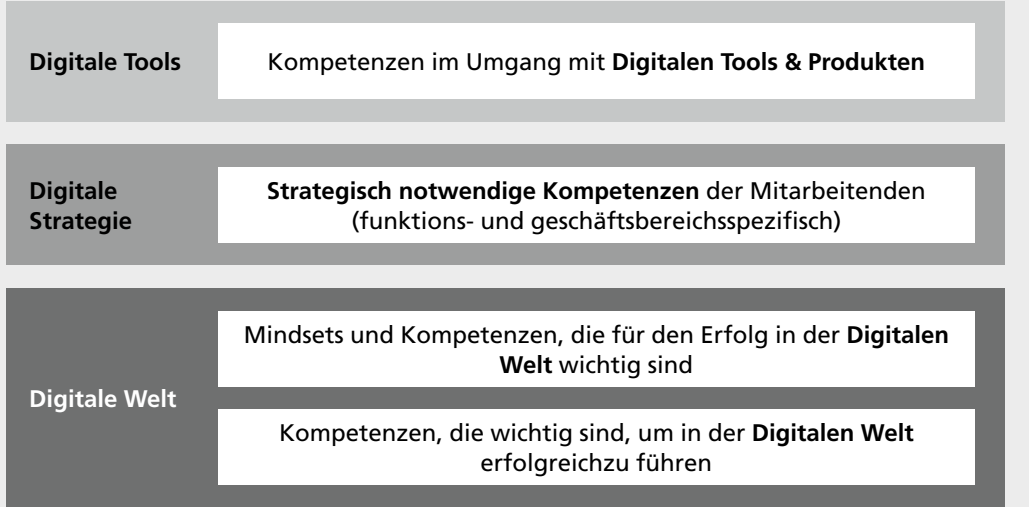 Digitale Tools
Kompetenzen im Umgang mit Digitalen Tools & Produkten
Digitale
Strategie
Strategisch notwendige Kompetenzen der Mitarbeitenden
(funktions- und geschäftsbereichsspezifisch)
Digitale Welt
Mindsets und Kompetenzen, die für den Erfolg in der Digitalen
Welt wichtig sind
Kompetenzen, die wichtig sind, um in der Digitalen Welt
erfolgreichzu führen